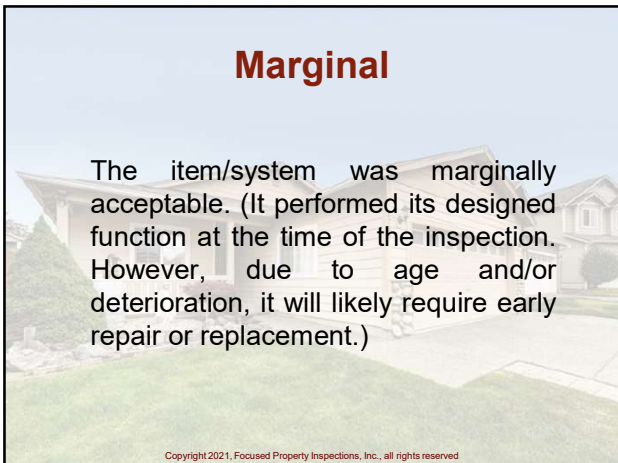 Marginal
The item/system was marginally
acceptable. (It performed its designed
function at the time of the inspection.
However, due to age and/or
deterioration, it will likely require early
repair or replacement.)
Copyright 2021, Focused Property Inspections, Inc., all rights reserved